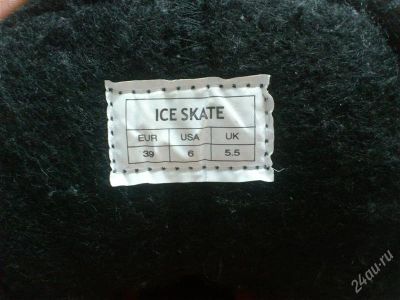 ICE SKATE
EUR USA UK
39 6 5.5
24au.ru